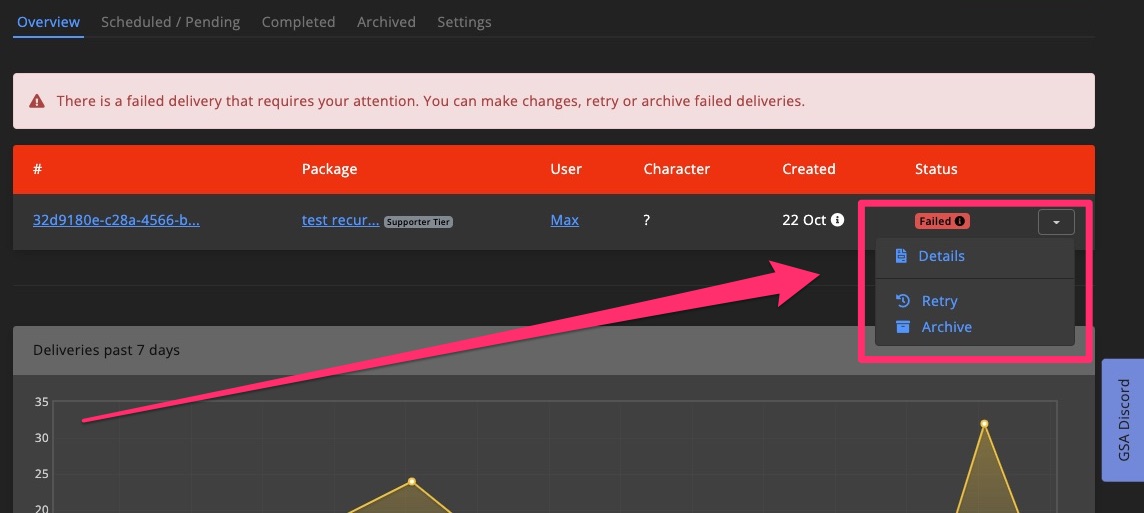 Overview Scheduled / Pending Completed Archived Settings
There is a failed delivery that requires your attention. You can make changes, retry or archive failed deliveries.
# Package User Character Created Status
32d9180e-c28a-4566-b... test recur... Supporter Tier Max ? 22 Oct Failed
Details
Retry
Archive
Deliveries past 7 days
35
30
25
20
GSA Discord